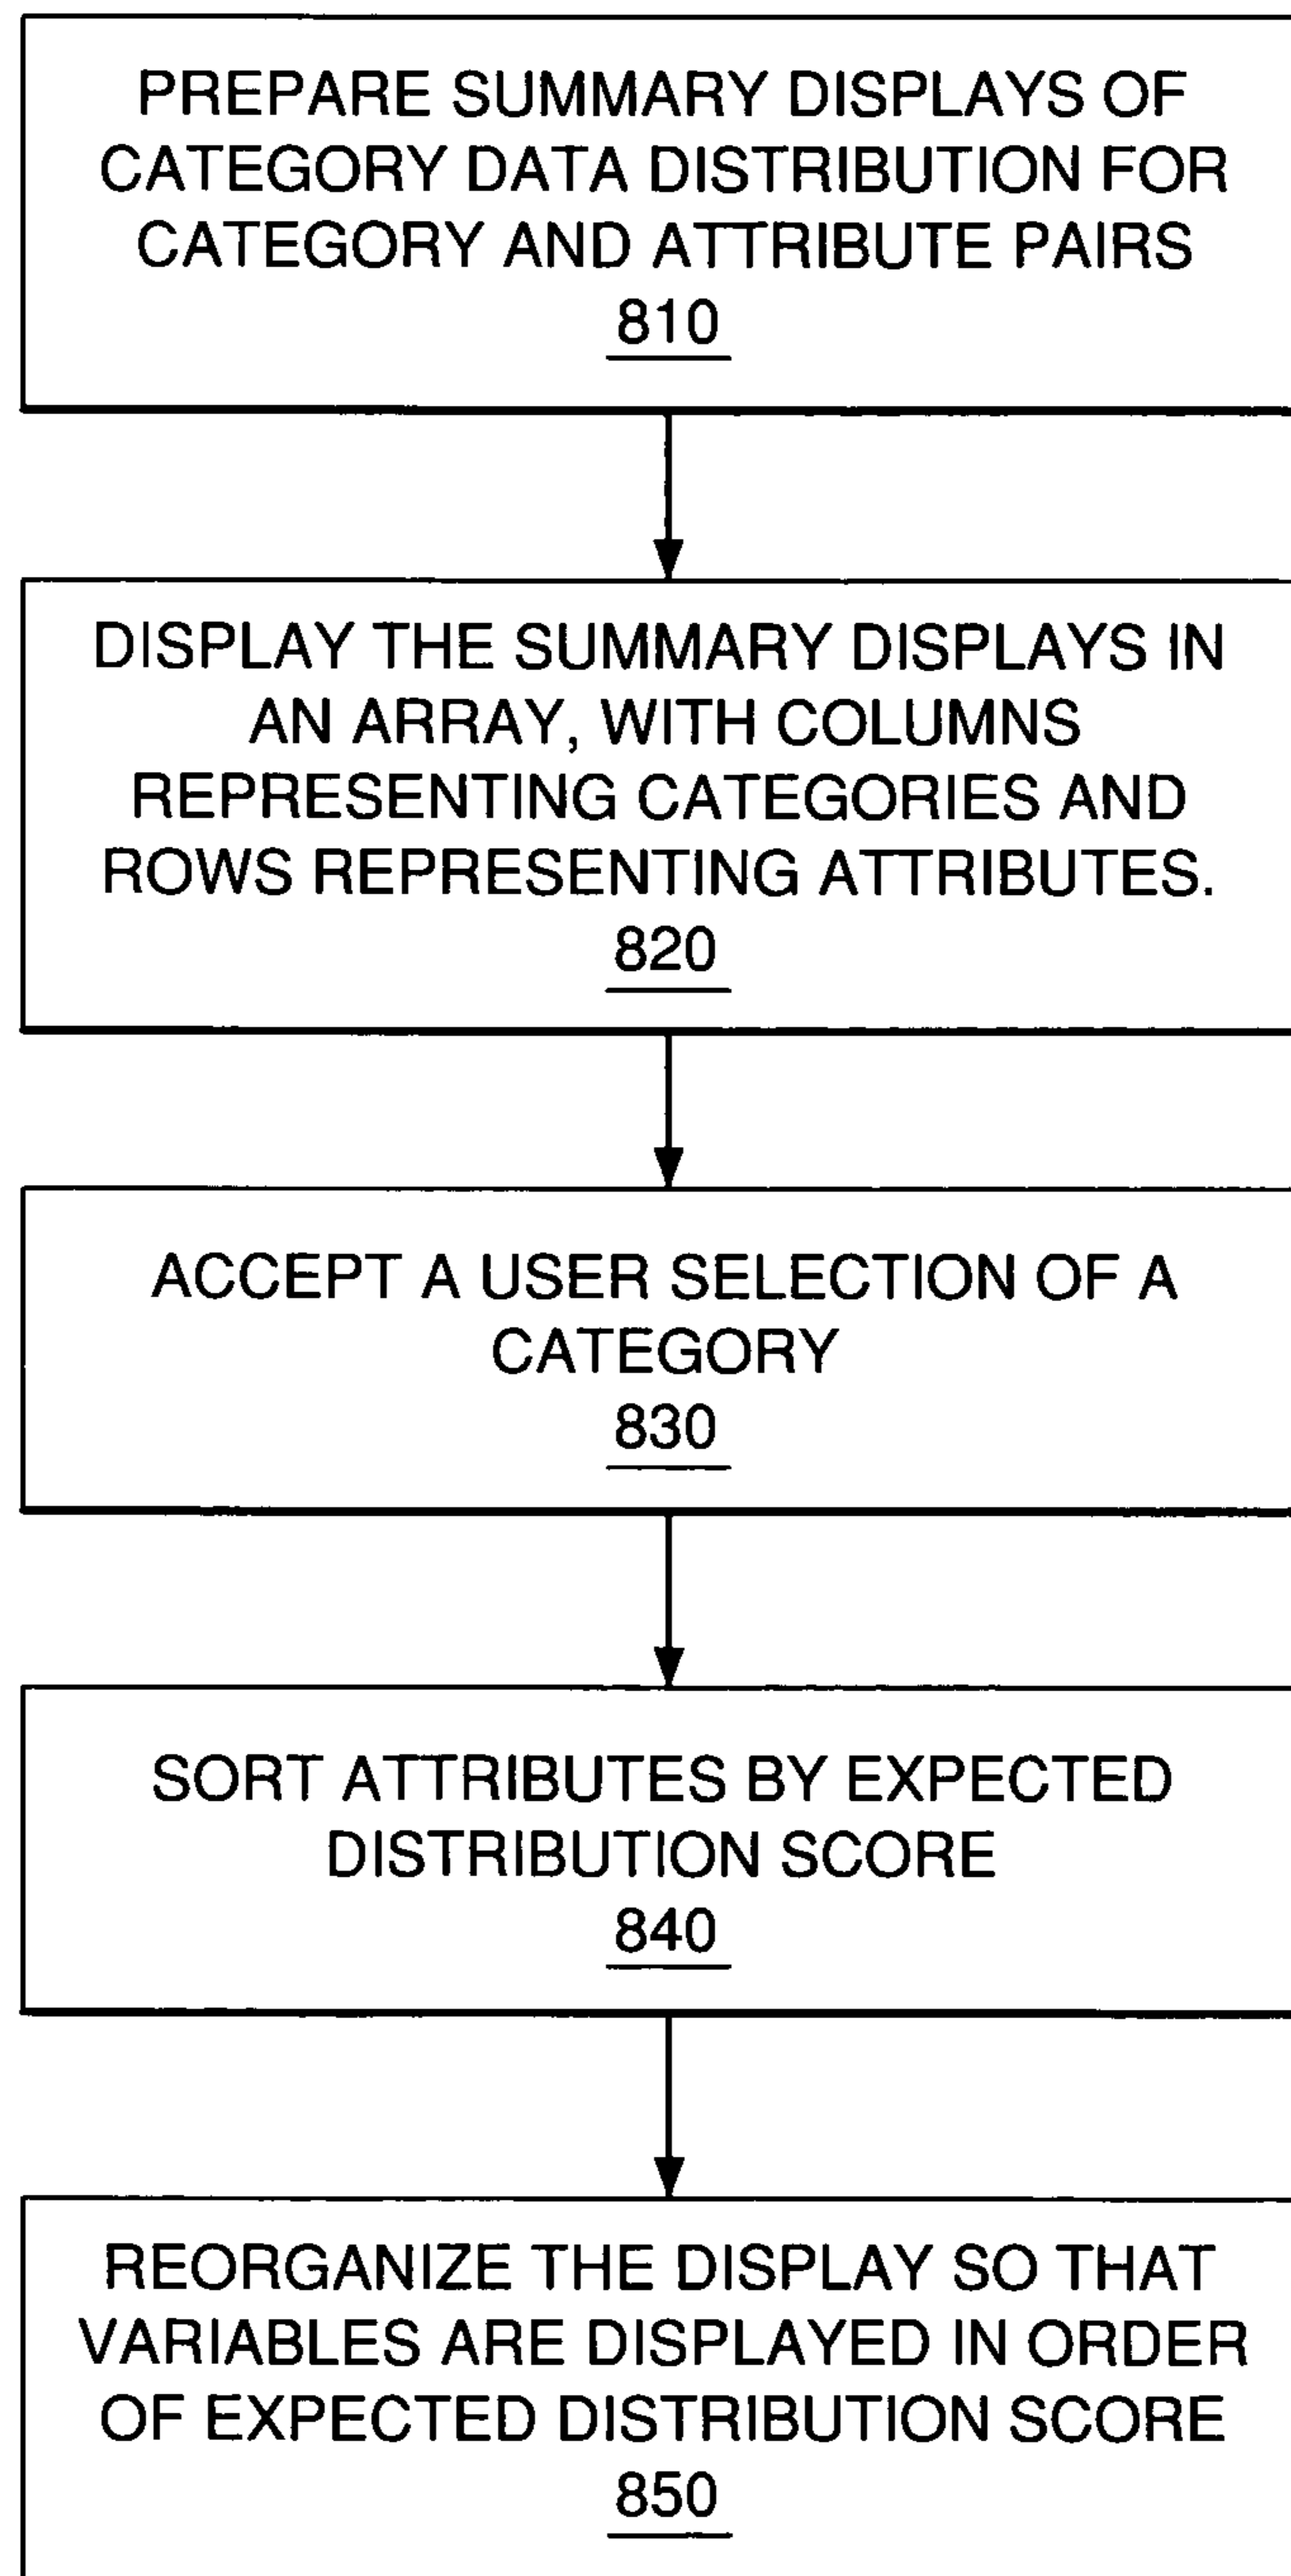 PREPARE SUMMARY DISPLAYS OF
CATEGORY DATA DISTRIBUTION FOR
CATEGORY AND ATTRIBUTE PAIRS
810
DISPLAY THE SUMMARY DISPLAYS IN
AN ARRAY, WITH COLUMNS
REPRESENTING CATEGORIES AND
ROWS REPRESENTING ATTRIBUTES.
820
ACCEPT A USER SELECTION OF A
CATEGORY
830
SORT ATTRIBUTES BY EXPECTED
DISTRIBUTION SCORE
840
REORGANIZE THE DISPLAY SO THAT
VARIABLES ARE DISPLAYED IN ORDER
OF EXPECTED DISTRIBUTION SCORE
850